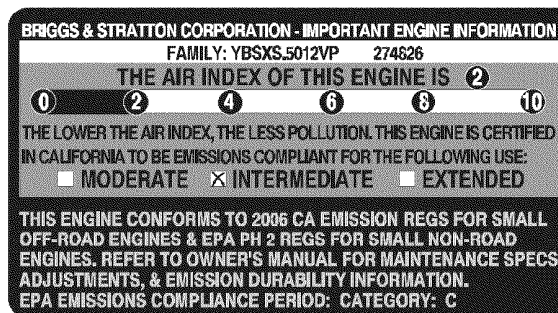 BRIGGS & STRATTON CORPORATION - IMPORTANT ENGINE INFORMATION
FAMILY: YBSXS.5012VP 274826
THE AIR INDEX OF THIS ENGINE IS 2
0 2 4 6 8 10
THE LOWER THE AIR INDEX, THE LESS POLLUTION. THIS ENGINE IS CERTIFIED
IN CALIFORNIA TO BE EMISSIONS COMPLIANT FOR THE FOLLOWING USE:
MODERATE INTERMEDIATE EXTENDED
THIS ENGINE CONFORMS TO 2006 CA EMISSION REGS FOR SMALL
OFF-ROAD ENGINES & EPA PH 2 REGS FOR SMALL NON-ROAD
ENGINES. REFER TO OWNER'S MANUAL FOR MAINTENANCE SPECS
ADJUSTMENTS, & EMISSION DURABILITY INFORMATION.
EPA EMISSIONS COMPLIANCE PERIOD: CATEGORY: C